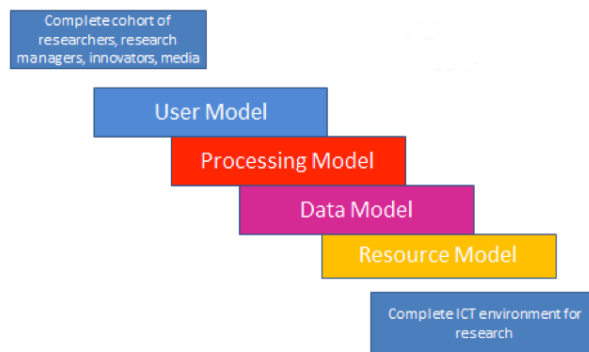 Complete cohort of
researchers, research
managers, innovators, media
User Model
Processing Model
Data Model
Resource Model
Complete ICT environment for
research